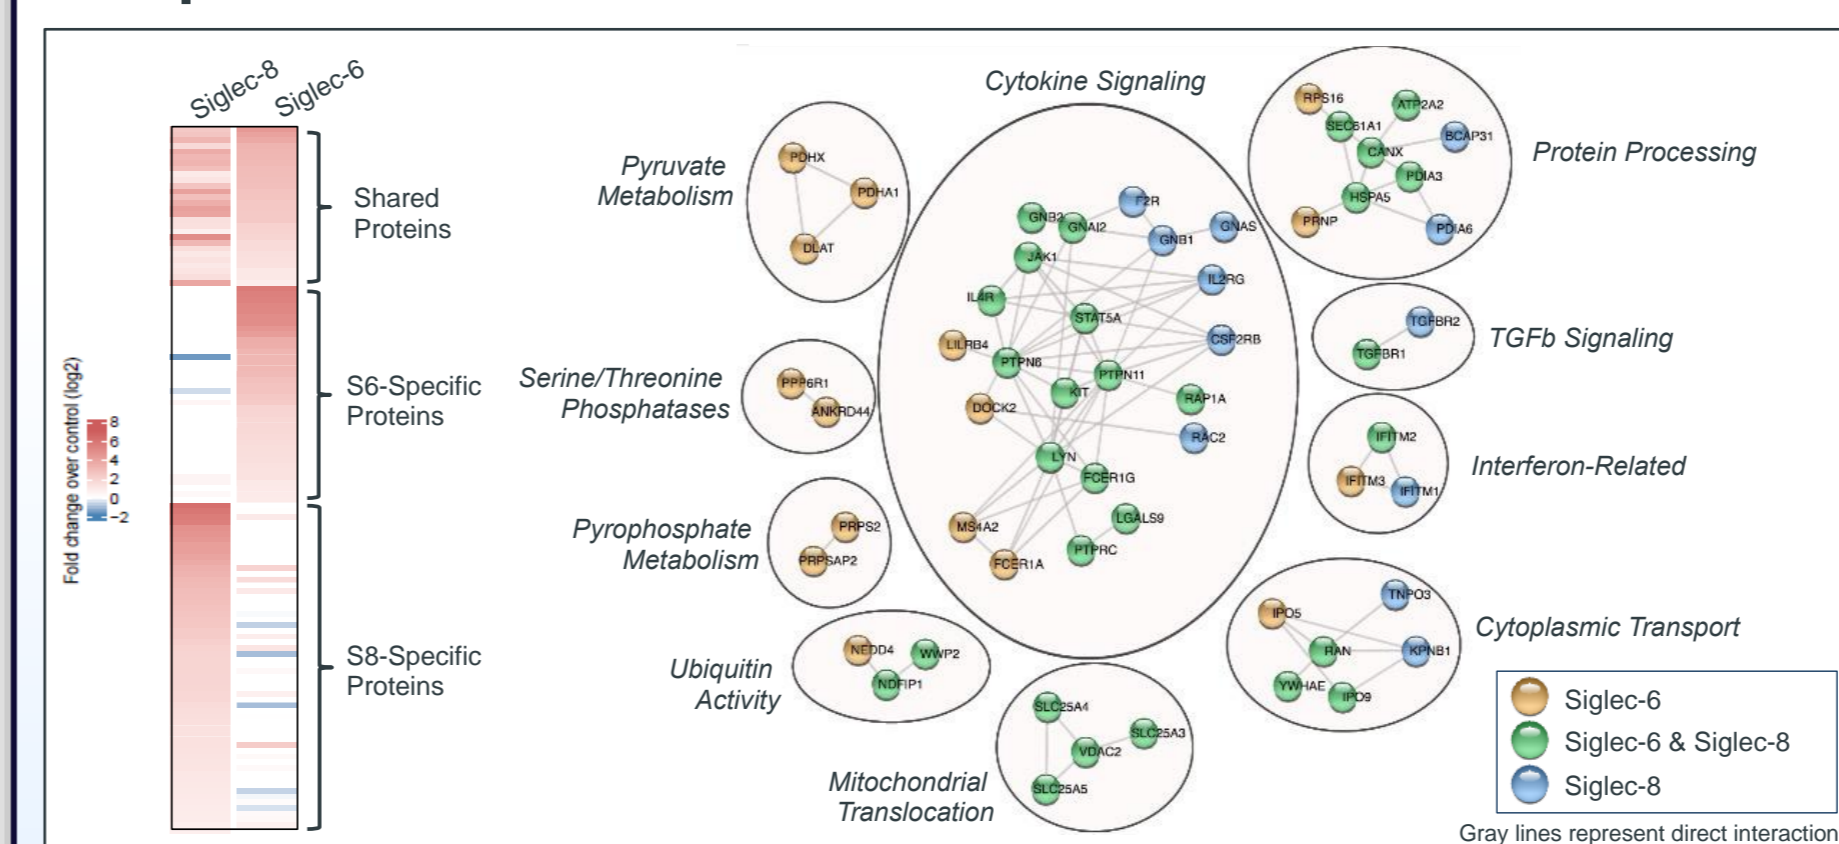 Siglec-8
Siglec-6
Shared
Proteins
S6-Specific
Proteins
S8-Specific
Proteins
Fold change over control (log2)
8
6
4
2
0
−2
Pyruvate
Metabolism
PDHX
PDHA1
DLAT
Serine/Threonine
Phosphatases
PPP6R1
ANKRD44
Pyrophosphate
Metabolism
PRPS2
PRPSAP2
Ubiquitin
Activity
NEDD4
WWP2
NDFIP1
Mitochondrial
Translocation
SLC25A4
SLC25A3
VDAC2
SLC25A5
Cytokine Signaling
F2R
GNB2
GNAI2
GNAS
GNB1
JAK1
IL2RG
IL4R
STAT5A
CSF2RB
LILRB4
PTPN6
PTPN11
KIT
RAP1A
DOCK2
RAC2
LYN
FCER1G
LGALS9
MS4A2
PTPRC
FCER1A
Protein Processing
RPS16
ATP2A2
SEC61A1
BCAP31
CANX
PDIA3
HSPA5
PRNP
PDIA6
TGFb Signaling
TGFBR2
TGFBR1
Interferon-Related
IFITM2
IFITM3
IFITM1
Cytoplasmic Transport
TNPO3
IPO5
RAN
KPNB1
YWHAE
IPO9
Siglec-6
Siglec-6 & Siglec-8
Siglec-8
Gray lines represent direct interaction